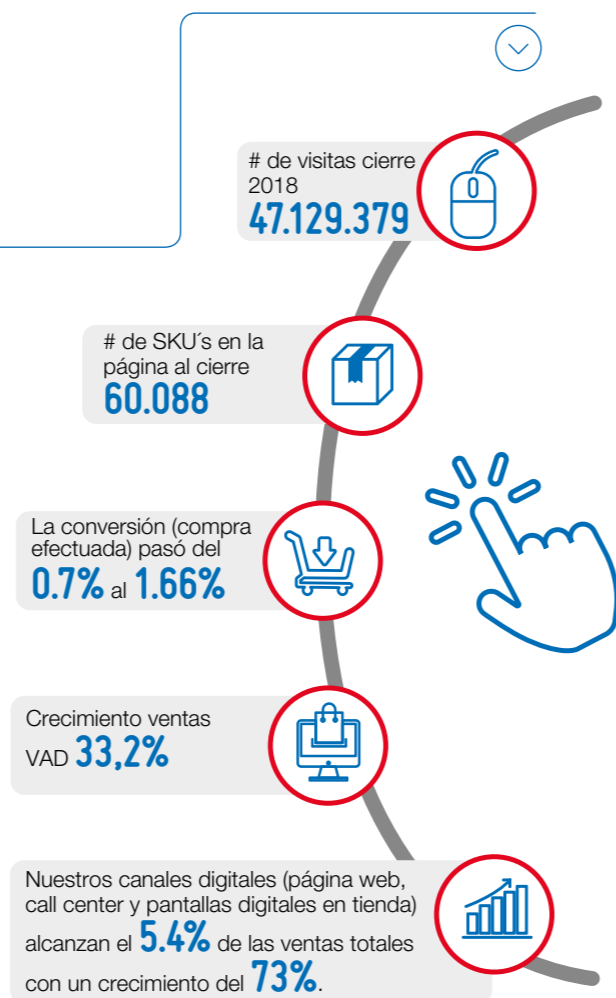 # de visitas cierre
2018
47.129.379
# de SKU´s en la
página al cierre
60.088
La conversión (compra
efectuada) pasó del
0.7% al 1.66%
Crecimiento ventas
VAD 33,2%
Nuestros canales digitales (página web,
call center y pantallas digitales en tienda)
alcanzan el 5.4% de las ventas totales
con un crecimiento del 73%.